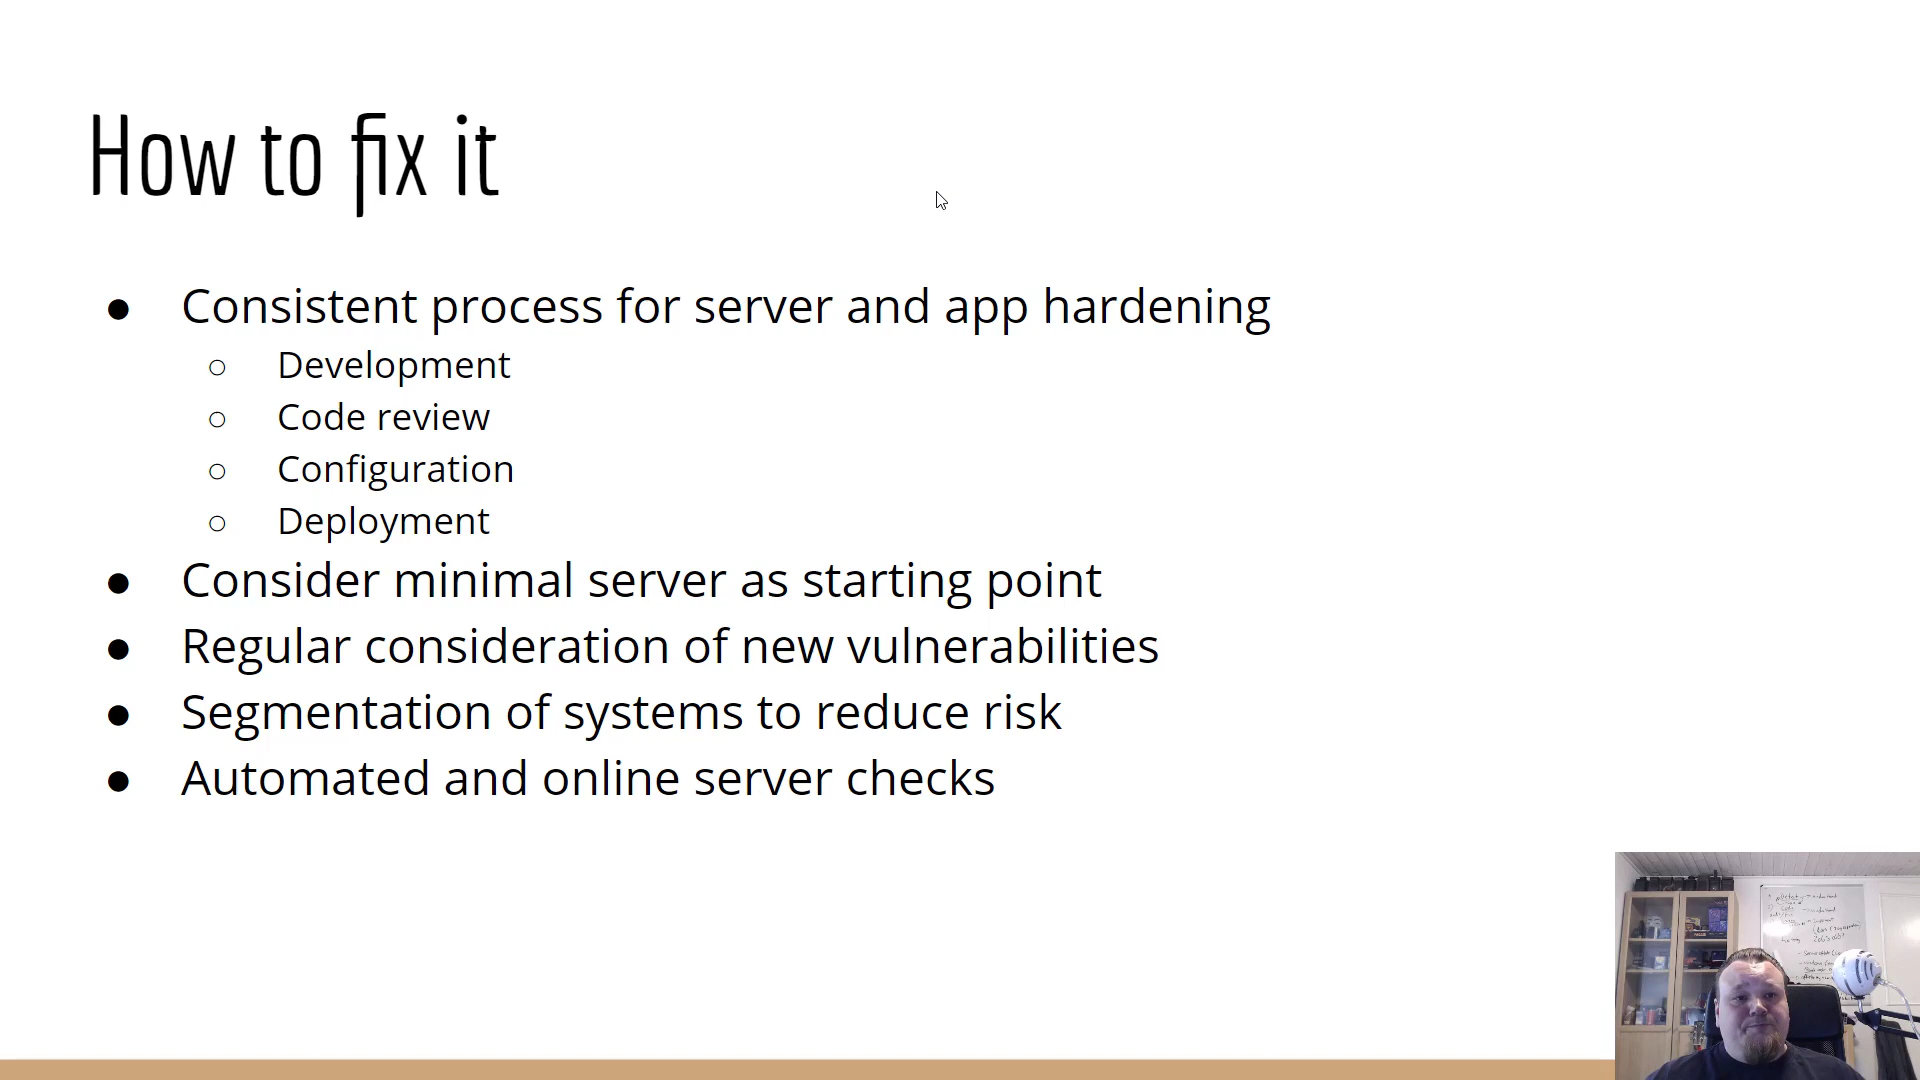 How to fix it
● Consistent process for server and app hardening
○ Development
○ Code review
○ Configuration
○ Deployment
● Consider minimal server as starting point
● Regular consideration of new vulnerabilities
● Segmentation of systems to reduce risk
● Automated and online server checks